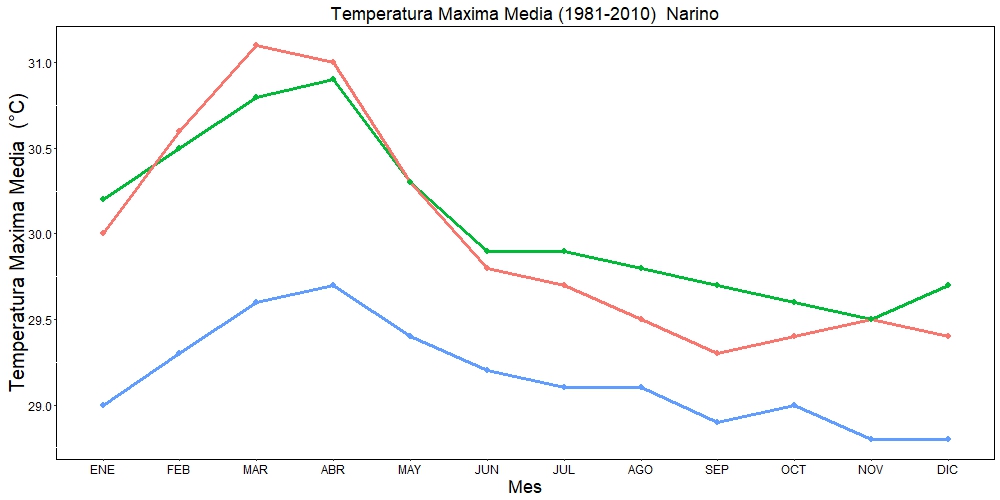 Temperatura Maxima Media (1981-2010)  Narino
Temperatura Maxima Media  (°C)
31.0
30.5
30.0
29.5
29.0
ENE FEB MAR ABR MAY JUN JUL AGO SEP OCT NOV DIC
Mes